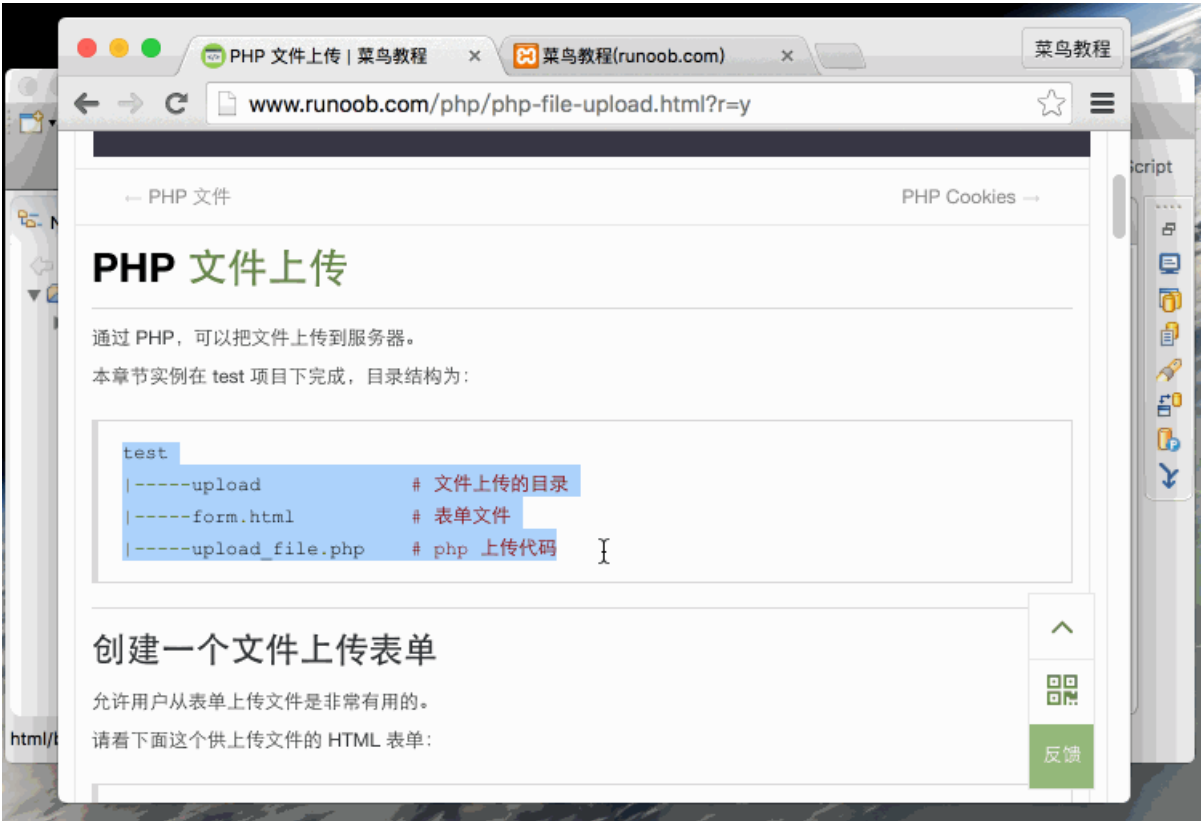 PHP 文件上传 | 菜鸟教程
菜鸟教程(runoob.com)
菜鸟教程
www.runoob.com/php/php-file-upload.html?r=y
cript
← PHP 文件
PHP Cookies →
PHP 文件上传
通过 PHP，可以把文件上传到服务器。
本章节实例在 test 项目下完成，目录结构为：
test
|-----upload # 文件上传的目录
|-----form.html # 表单文件
|-----upload_file.php # php 上传代码
创建一个文件上传表单
允许用户从表单上传文件是非常有用的。
请看下面这个供上传文件的 HTML 表单：
反馈
html/b